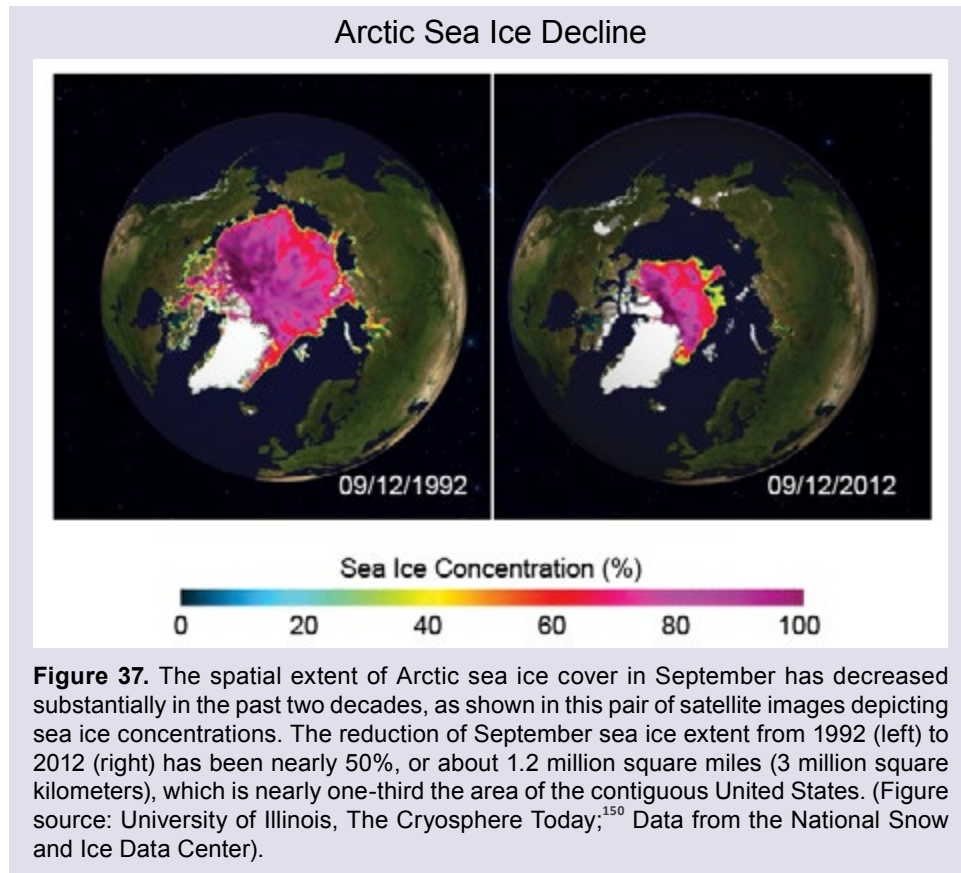 Arctic Sea Ice Decline
09/12/1992
09/12/2012
Sea Ice Concentration (%)
0 20 40 60 80 100
Figure 37. The spatial extent of Arctic sea ice cover in September has decreased
substantially in the past two decades, as shown in this pair of satellite images depicting
sea ice concentrations. The reduction of September sea ice extent from 1992 (left) to
2012 (right) has been nearly 50%, or about 1.2 million square miles (3 million square
kilometers), which is nearly one-third the area of the contiguous United States. (Figure
source: University of Illinois, The Cryosphere Today;150 Data from the National Snow
and Ice Data Center).